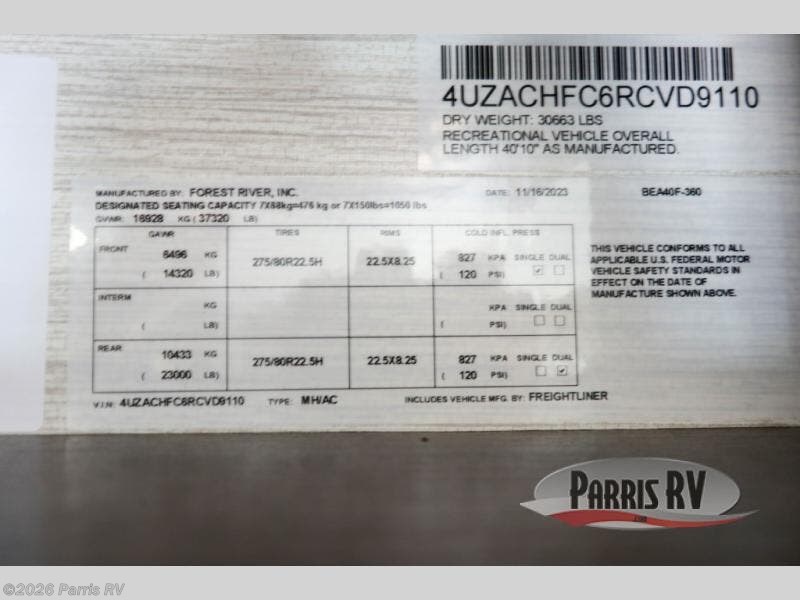 4UZACHFC6RCVD9110
DRY WEIGHT: 30663 LBS
RECREATIONAL VEHICLE OVERALL
LENGTH 40'10" AS MANUFACTURED.
MANUFACTURED BY: FOREST RIVER, INC. DATE: 11/16/2023 BEA40F-360
DESIGNATED SEATING CAPACITY 7X68kg=476 kg or 7X150lbs=1050 lbs
GVWR: 16928 KG ( 37320 LB)
GAWR TIRES RIMS COLD INFL. PRESS
FRONT 6496 KG 275/80R22.5H 22.5X8.25 827 KPA SINGLE DUAL
( 14320 LB) ( 120 PSI)
INTERM KG KPA SINGLE DUAL
( LB) ( PSI)
REAR 10433 KG 275/80R22.5H 22.5X8.25 827 KPA SINGLE DUAL
( 23000 LB) ( 120 PSI)
THIS VEHICLE CONFORMS TO ALL
APPLICABLE U.S. FEDERAL MOTOR
VEHICLE SAFETY STANDARDS IN
EFFECT ON THE DATE OF
MANUFACTURE SHOWN ABOVE.
V.I.N: 4UZACHFC6RCVD9110 TYPE: MH/AC INCLUDES VEHICLE MFG. BY: FREIGHTLINER
PARRIS RV
©2026 Parris RV